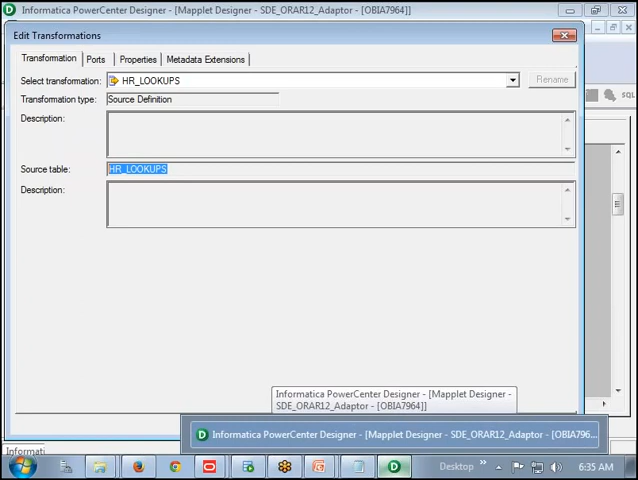 Informatica PowerCenter Designer - [Mapplet Designer - SDE_ORAR12_Adaptor - [OBIA7964]]
Edit Transformations
Transformation Ports Properties Metadata Extensions
Select transformation: HR_LOOKUPS Rename
Transformation type: Source Definition
SQL
Description:
Source table: HR_LOOKUPS
Description:
Informatica PowerCenter Designer - [Mapplet Designer -
SDE_ORAR12_Adaptor - [OBIA7964]]
Informatica PowerCenter Designer - [Mapplet Designer - SDE_ORAR12_Adaptor - [OBIA796...
Informati
Desktop » 6:35 AM